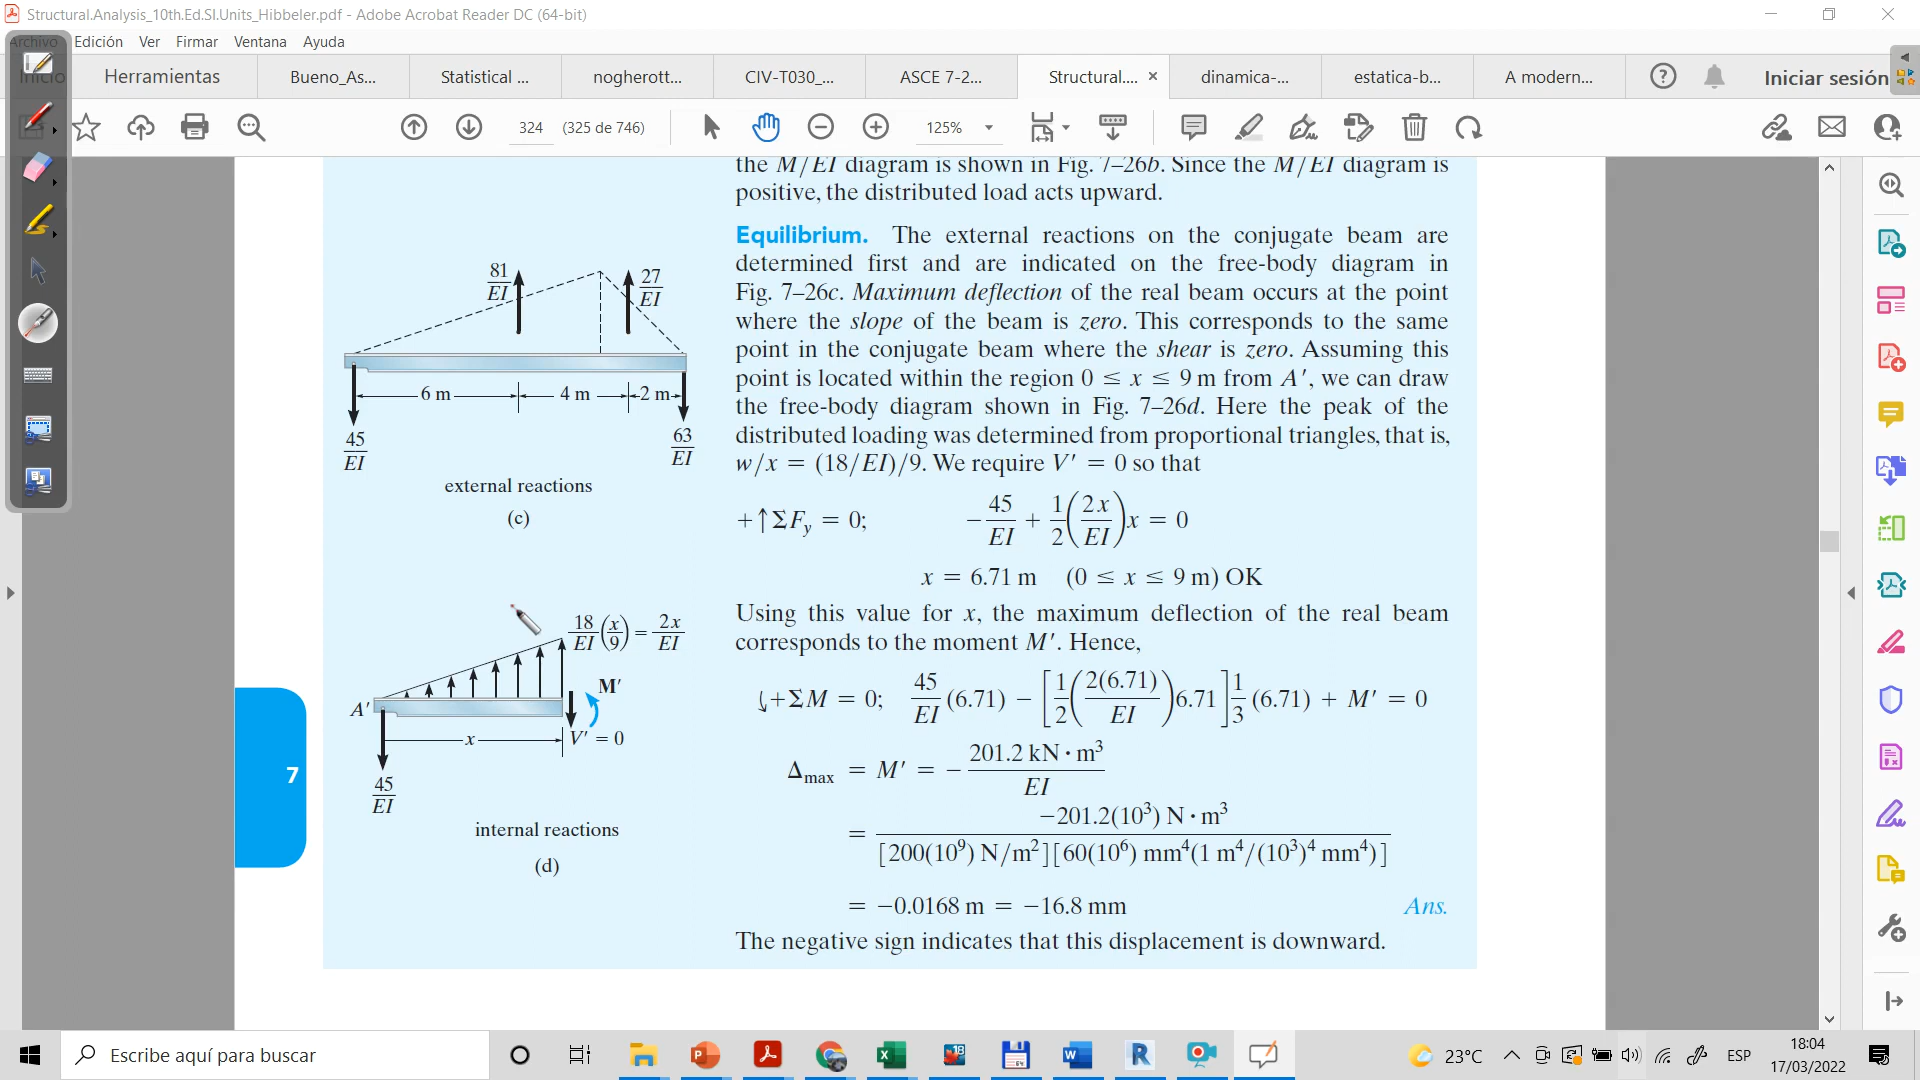 Structural.Analysis_10th.Ed.SI.Units_Hibbeler.pdf - Adobe Acrobat Reader DC (64-bit)
Archivo Edición Ver Firmar Ventana Ayuda
Inicio Herramientas Bueno_As... Statistical ... nogherott... CIV-T030_... ASCE 7-2... Structural.... × dinamica-... estatica-b... A modern... Iniciar sesión
324 (325 de 746) 125%
the M/EI diagram is shown in Fig. 7–26b. Since the M/EI diagram is
positive, the distributed load acts upward.
Equilibrium. The external reactions on the conjugate beam are
determined first and are indicated on the free-body diagram in
Fig. 7–26c. Maximum deflection of the real beam occurs at the point
where the slope of the beam is zero. This corresponds to the same
point in the conjugate beam where the shear is zero. Assuming this
point is located within the region 0 ≤ x ≤ 9 m from A′, we can draw
the free-body diagram shown in Fig. 7–26d. Here the peak of the
distributed loading was determined from proportional triangles, that is,
w/x = (18/EI)/9. We require V′ = 0 so that
+↑ΣFy = 0; −45/EI + 1/2(2x/EI)x = 0
x = 6.71 m (0 ≤ x ≤ 9 m) OK
Using this value for x, the maximum deflection of the real beam
corresponds to the moment M′. Hence,
⤹+ΣM = 0; 45/EI (6.71) − [1/2(2(6.71)/EI)6.71]1/3 (6.71) + M′ = 0
Δmax = M′ = −201.2 kN·m³/EI
= −201.2(10³) N·m³/[200(10⁹) N/m²][60(10⁶) mm⁴(1 m⁴/(10³)⁴ mm⁴)]
= −0.0168 m = −16.8 mm Ans.
The negative sign indicates that this displacement is downward.
81/EI
27/EI
6 m 4 m 2 m
45/EI
63/EI
external reactions
(c)
18/EI (x/9) = 2x/EI
M′
A′
x
V′ = 0
45/EI
internal reactions
(d)
7
Escribe aquí para buscar
23°C ESP 18:04
17/03/2022